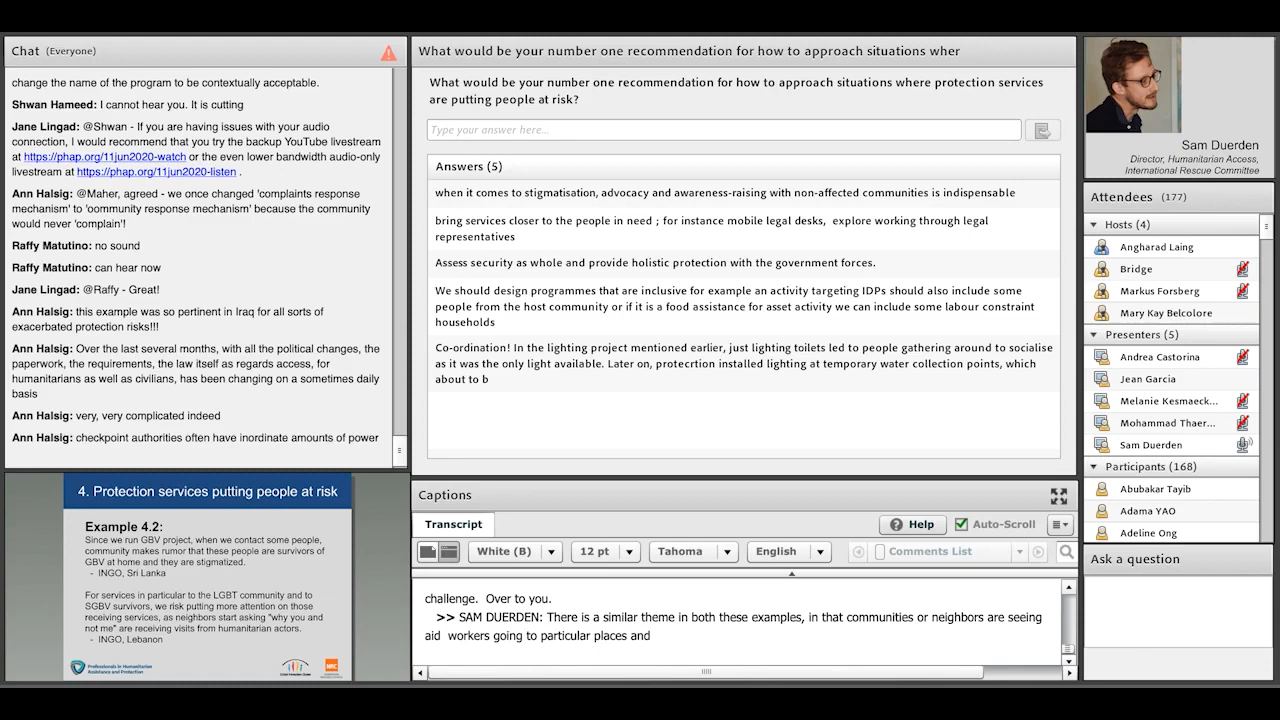 Chat (Everyone)
change the name of the program to be contextually acceptable.
Shwan Hameed: I cannot hear you. It is cutting
Jane Lingad: @Shwan - If you are having issues with your audio
connection, I would recommend that you try the backup YouTube livestream
at https://phap.org/11jun2020-watch or the even lower bandwidth audio-only
livestream at https://phap.org/11jun2020-listen .
Ann Halsig: @Maher, agreed - we once changed 'complaints response
mechanism' to 'oommunity response mechanism' because the community
would never 'complain'!
Raffy Matutino: no sound
Raffy Matutino: can hear now
Jane Lingad: @Raffy - Great!
Ann Halsig: this example was so pertinent in Iraq for all sorts of
exacerbated protection risks!!!
Ann Halsig: Over the last several months, with all the political changes, the
paperwork, the requirements, the law itself as regards access, for
humanitarians as well as civilians, has been changing on a sometimes daily
basis
Ann Halsig: very, very complicated indeed
Ann Halsig: checkpoint authorities often have inordinate amounts of power
4. Protection services putting people at risk
Example 4.2:
Since we run GBV project, when we contact some people,
community makes rumor that these people are survivors of
GBV at home and they are stigmatized.
- INGO, Sri Lanka
For services in particular to the LGBT community and to
SGBV survivors, we risk putting more attention on those
receiving services, as neighbors start asking "why you and
not me" are receiving visits from humanitarian actors.
- INGO, Lebanon
Professionals in Humanitarian
Assistance and Protection
NRC
What would be your number one recommendation for how to approach situations wher
What would be your number one recommendation for how to approach situations where protection services
are putting people at risk?
Type your answer here...
Answers (5)
when it comes to stigmatisation, advocacy and awareness-raising with non-affected communities is indispensable
bring services closer to the people in need ; for instance mobile legal desks, explore working through legal
representatives
Assess security as whole and provide holistic protection with the government forces.
We should design programmes that are inclusive for example an activity targeting IDPs should also include some
people from the host community or if it is a food assistance for asset activity we can include some labour constraint
households
Co-ordination! In the lighting project mentioned earlier, just lighting toilets led to people gathering around to socialise
as it was the only light available. Later on, protecrtion installed lighting at temporary water collection points, which
about to b
Captions
Transcript
Help
Auto-Scroll
White (B)
12 pt
Tahoma
English
Comments List
challenge. Over to you.
>> SAM DUERDEN: There is a similar theme in both these examples, in that communities or neighbors are seeing
aid workers going to particular places and
Sam Duerden
Director, Humanitarian Access,
International Rescue Committee
Attendees (177)
Hosts (4)
Angharad Laing
Bridge
Markus Forsberg
Mary Kay Belcolore
Presenters (5)
Andrea Castorina
Jean Garcia
Melanie Kesmaeck...
Mohammad Thaer...
Sam Duerden
Participants (168)
Abubakar Tayib
Adama YAO
Adeline Ong
Ask a question